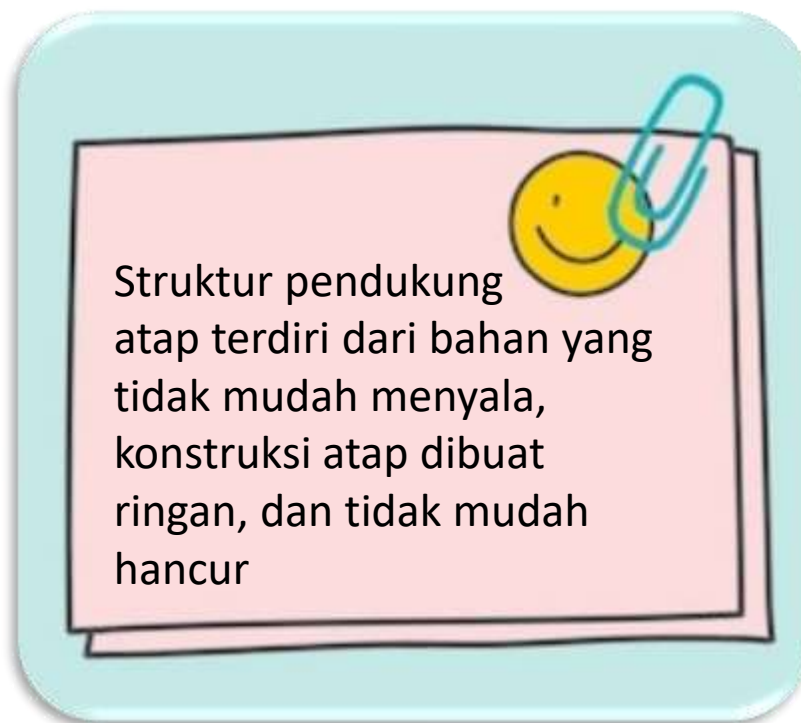 Struktur pendukung
atap terdiri dari bahan yang
tidak mudah menyala,
konstruksi atap dibuat
ringan, dan tidak mudah
hancur